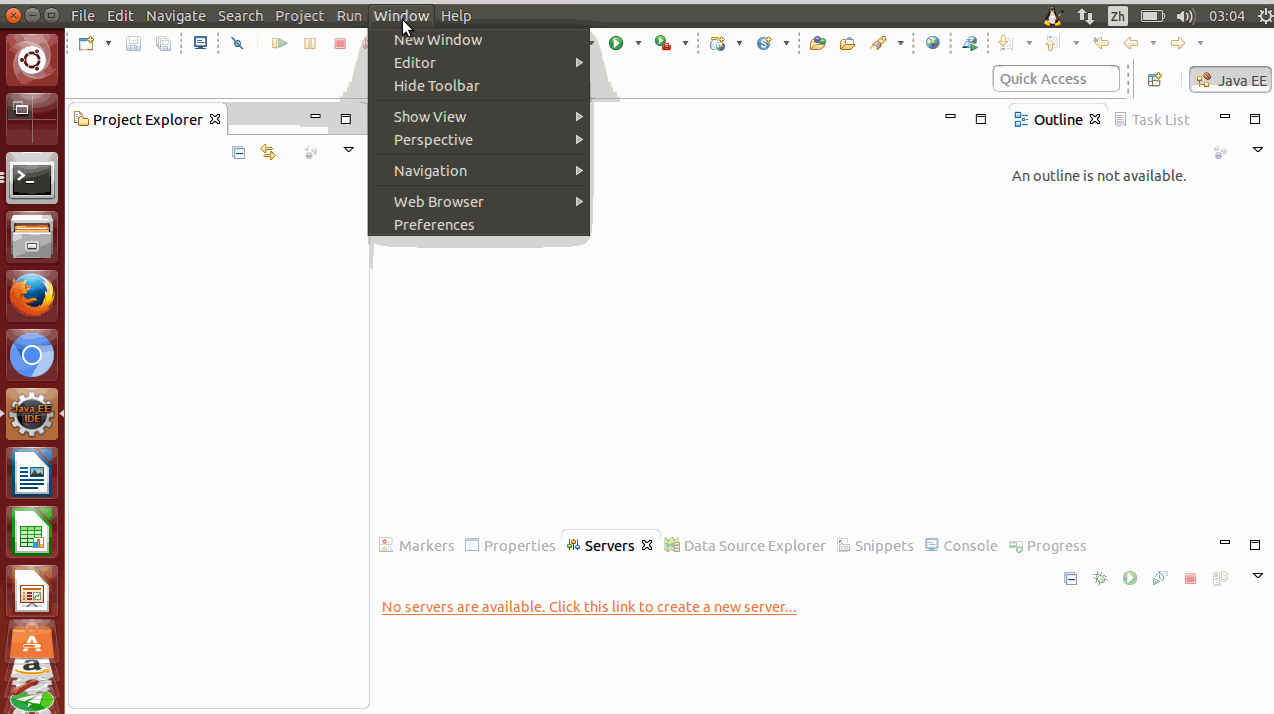 File Edit Navigate Search Project Run Window Help
Zh 03:04
New Window
Editor
Hide Toolbar
Show View
Perspective
Navigation
Web Browser
Preferences
Quick Access
Java EE
Project Explorer
Outline Task List
An outline is not available.
Java EE
IDE
Markers Properties Servers Data Source Explorer Snippets Console Progress
No servers are available. Click this link to create a new server...